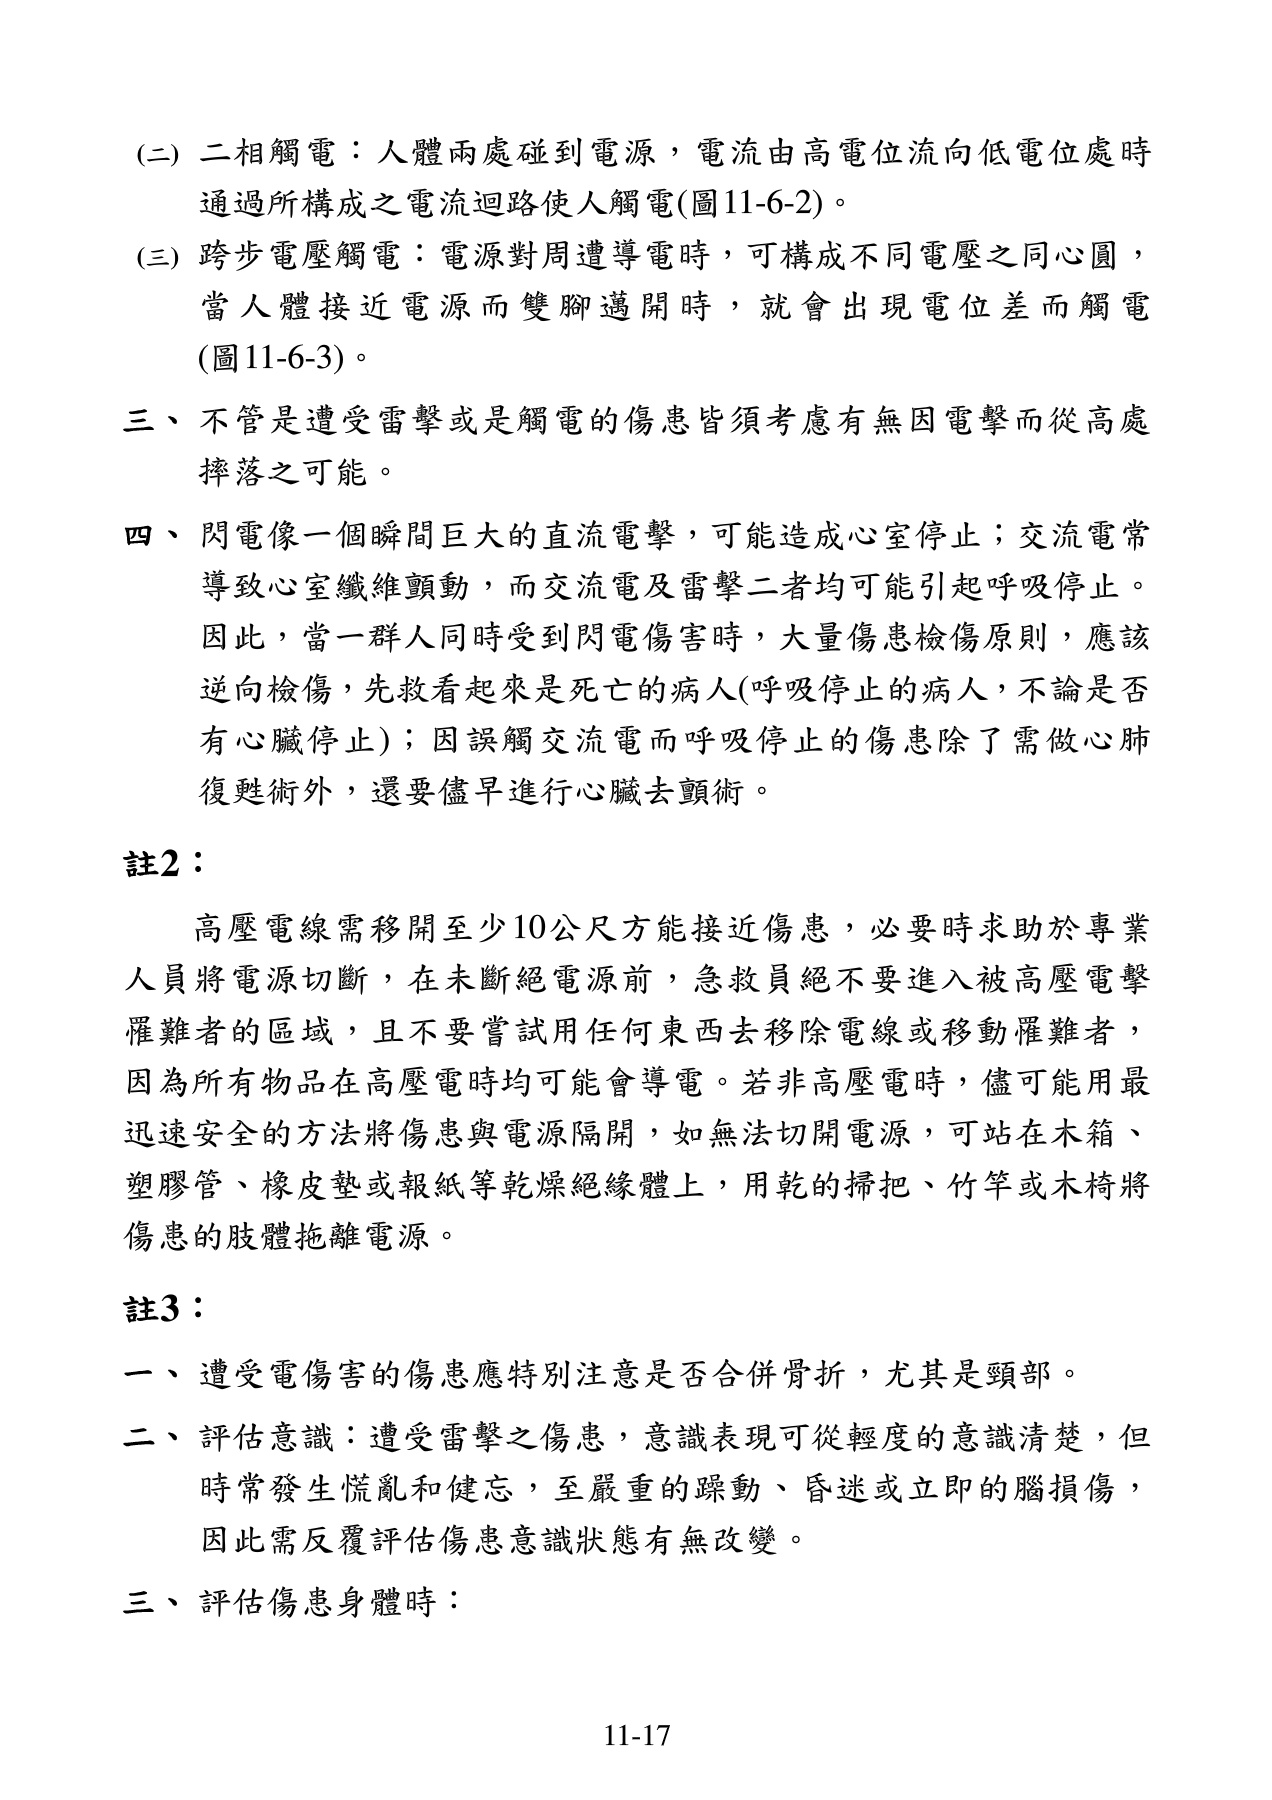 (二) 二相觸電：人體兩處碰到電源，電流由高電位流向低電位處時
通過所構成之電流迴路使人觸電(圖11-6-2)。
(三) 跨步電壓觸電：電源對周遭導電時，可構成不同電壓之同心圓，
當人體接近電源而雙腳邁開時，就會出現電位差而觸電
(圖11-6-3)。
三、 不管是遭受雷擊或是觸電的傷患皆須考慮有無因電擊而從高處
摔落之可能。
四、 閃電像一個瞬間巨大的直流電擊，可能造成心室停止；交流電常
導致心室纖維顫動，而交流電及雷擊二者均可能引起呼吸停止。
因此，當一群人同時受到閃電傷害時，大量傷患檢傷原則，應該
逆向檢傷，先救看起來是死亡的病人(呼吸停止的病人，不論是否
有心臟停止)；因誤觸交流電而呼吸停止的傷患除了需做心肺
復甦術外，還要儘早進行心臟去顫術。
註2：
高壓電線需移開至少10公尺方能接近傷患，必要時求助於專業
人員將電源切斷，在未斷絕電源前，急救員絕不要進入被高壓電擊
罹難者的區域，且不要嘗試用任何東西去移除電線或移動罹難者，
因為所有物品在高壓電時均可能會導電。若非高壓電時，儘可能用最
迅速安全的方法將傷患與電源隔開，如無法切開電源，可站在木箱、
塑膠管、橡皮墊或報紙等乾燥絕緣體上，用乾的掃把、竹竿或木椅將
傷患的肢體拖離電源。
註3：
一、 遭受電傷害的傷患應特別注意是否合併骨折，尤其是頸部。
二、 評估意識：遭受雷擊之傷患，意識表現可從輕度的意識清楚，但
時常發生慌亂和健忘，至嚴重的躁動、昏迷或立即的腦損傷，
因此需反覆評估傷患意識狀態有無改變。
三、 評估傷患身體時：
11-17